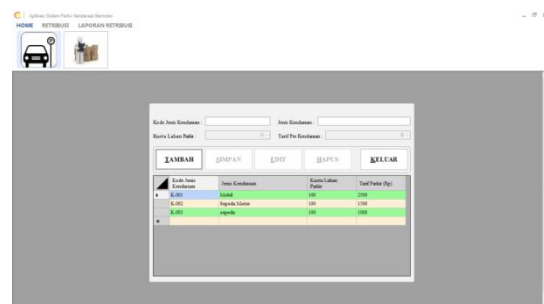 Aplikasi Sistem Parkir Kendaraan Bermotor
HOME RETRIBUSI LAPORAN RETRIBUSI
Kode Jenis Kendaraan : Jenis Kendaraan :
Kuota Lahan Parkir : 0 Tarif Per Kendaraan : 0
TAMBAH SIMPAN EDIT HAPUS KELUAR
Kode Jenis Kendaraan Jenis Kendaraan Kuota Lahan Parkir Tarif Parkir (Rp)
K-001 Mobil 100 2500
K-002 Sepeda Motor 100 1500
K-003 sepeda 100 1000